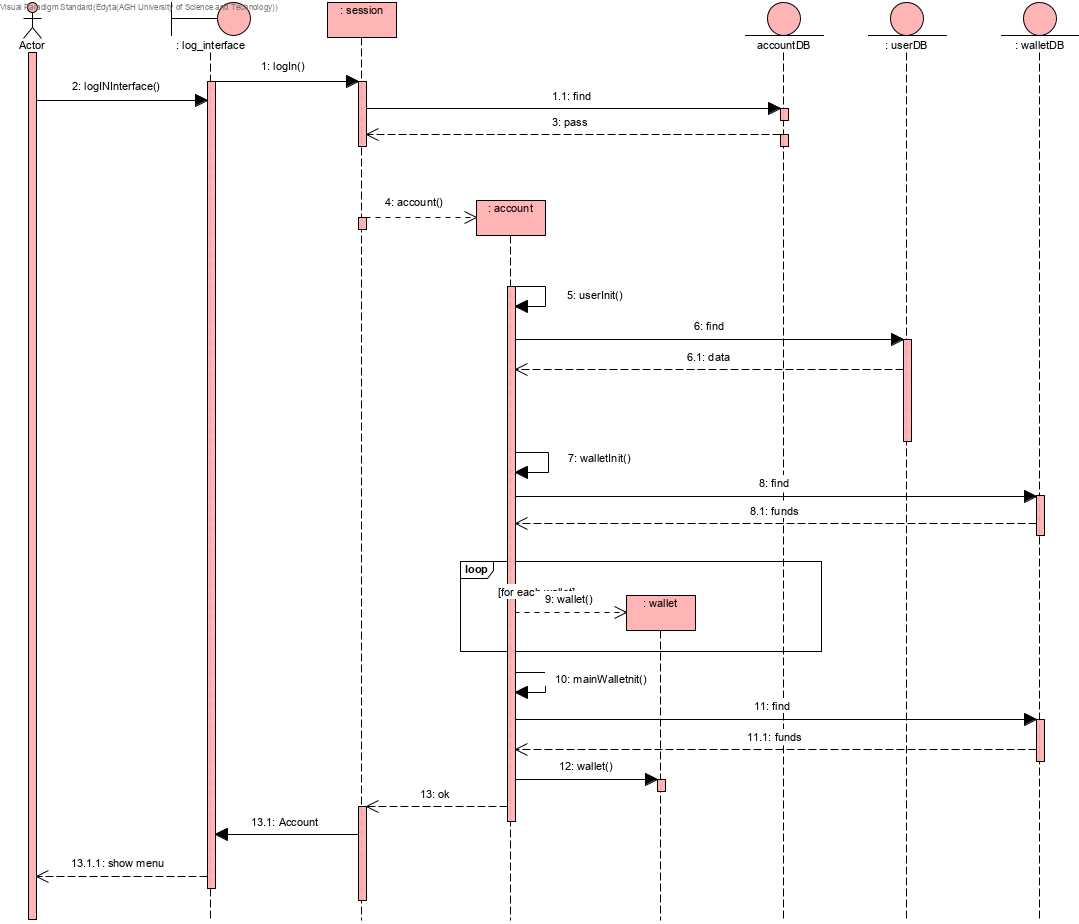 Visual Paradigm Standard(Edyta(AGH University of Science and Technology))
: session
Actor
: log_interface
accountDB
: userDB
: walletDB
1: logIn()
2: logINInterface()
1.1: find
3: pass
4: account()
: account
5: userInit()
6: find
6.1: data
7: walletInit()
8: find
8.1: funds
loop
[for each wallet]
9: wallet()
: wallet
10: mainWalletnit()
11: find
11.1: funds
12: wallet()
13: ok
13.1: Account
13.1.1: show menu